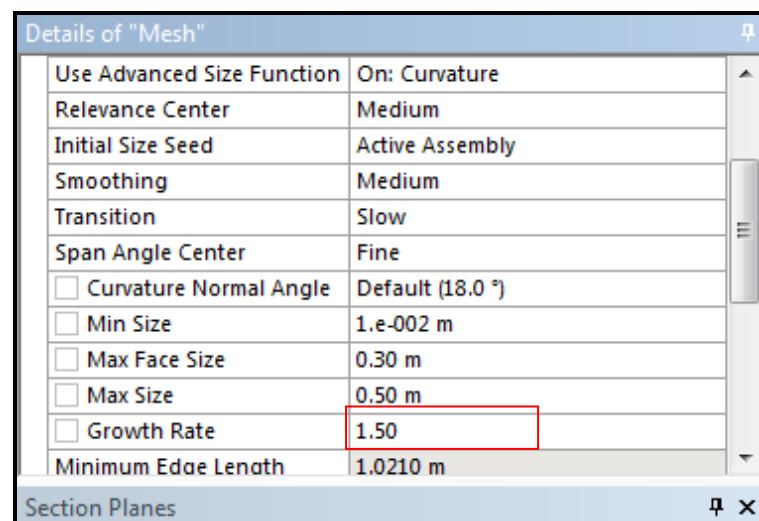 Details of "Mesh"
Use Advanced Size Function On: Curvature
Relevance Center Medium
Initial Size Seed Active Assembly
Smoothing Medium
Transition Slow
Span Angle Center Fine
Curvature Normal Angle Default (18.0 °)
Min Size 1.e-002 m
Max Face Size 0.30 m
Max Size 0.50 m
Growth Rate 1.50
Minimum Edge Length 1.0210 m
Section Planes